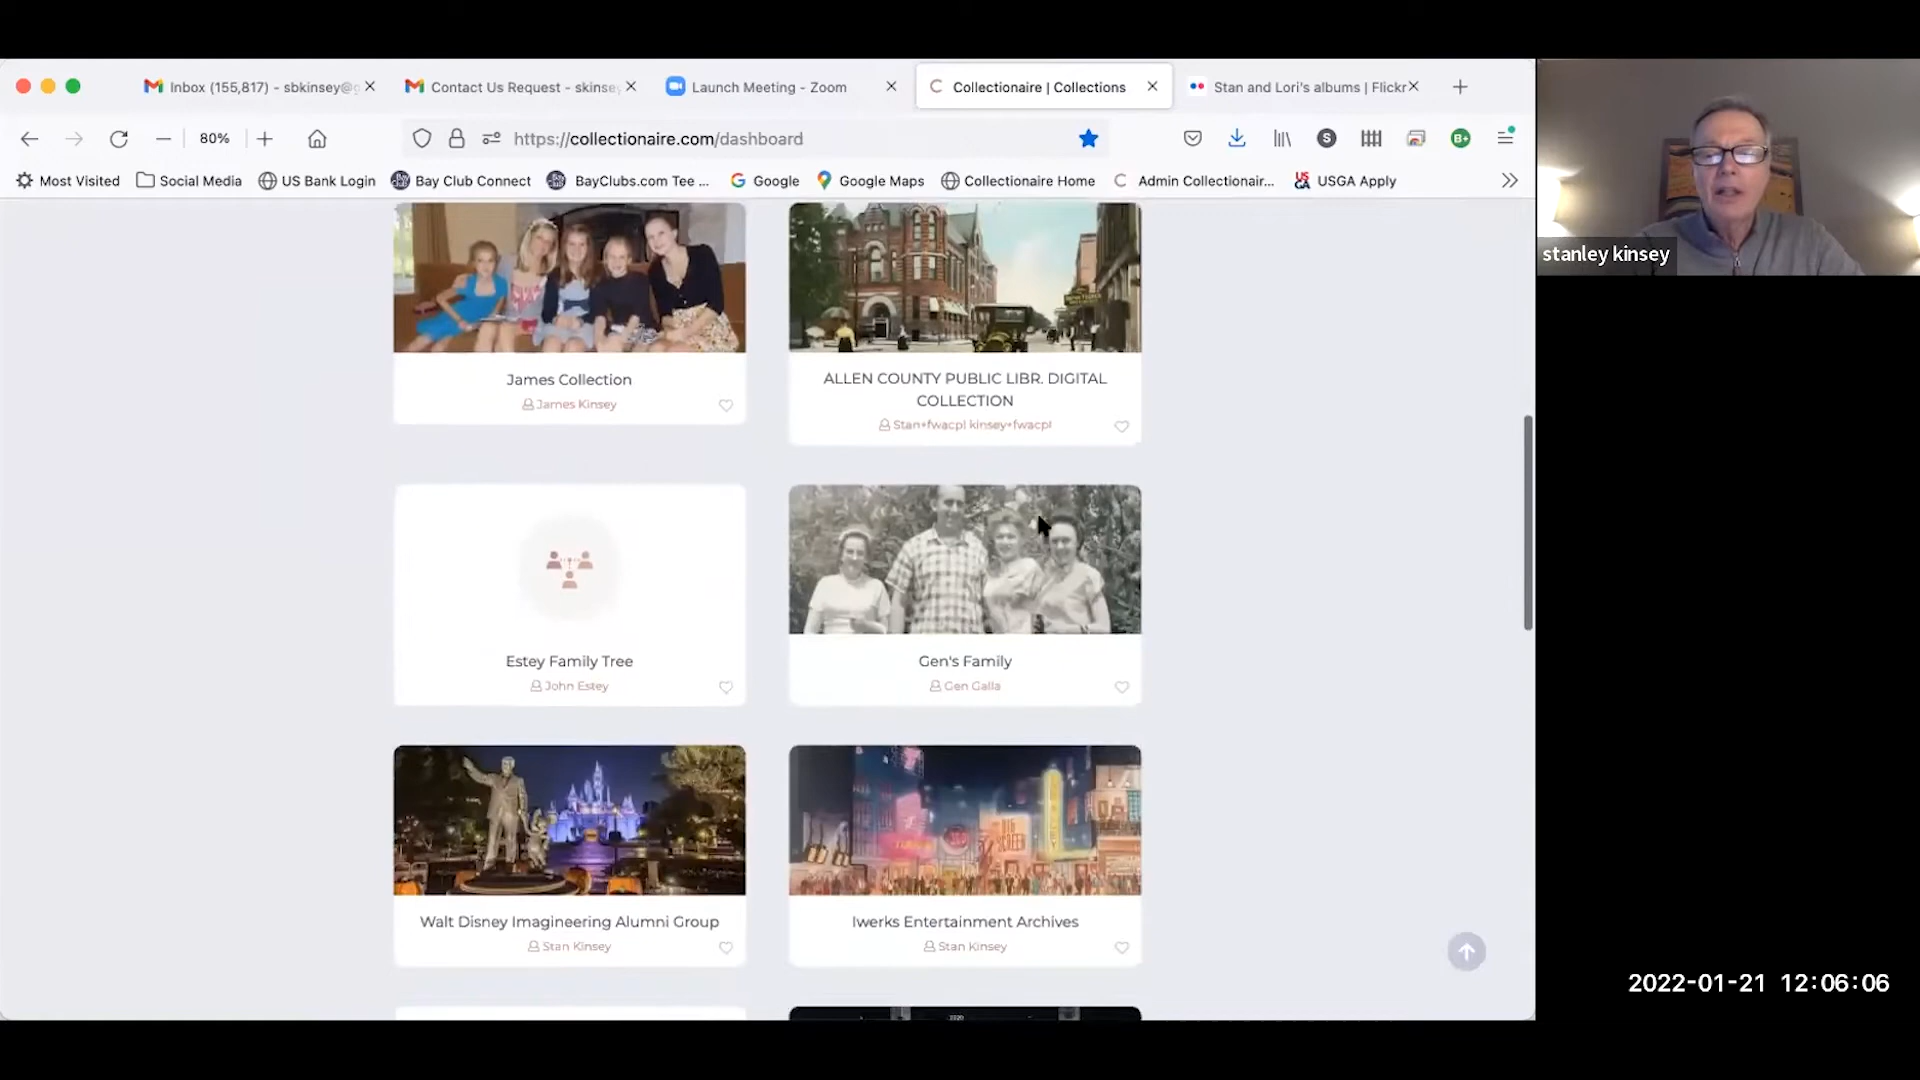 Inbox (155,817) - sbkinsey@g
Contact Us Request - skinse
Launch Meeting - Zoom
Collectionaire | Collections
Stan and Lori's albums | Flickr
80%
https://collectionaire.com/dashboard
S
B+
Most Visited
Social Media
US Bank Login
Bay Club Connect
BayClubs.com Tee ...
Google
Google Maps
Collectionaire Home
Admin Collectionair...
USGA Apply
stanley kinsey
James Collection
James Kinsey
ALLEN COUNTY PUBLIC LIBR. DIGITAL
COLLECTION
Stan+fwacpl kinsey+fwacpl
Estey Family Tree
John Estey
Gen's Family
Gen Galla
BIG
SCREEN
Walt Disney Imagineering Alumni Group
Stan Kinsey
Iwerks Entertainment Archives
Stan Kinsey
2022-01-21 12:06:06